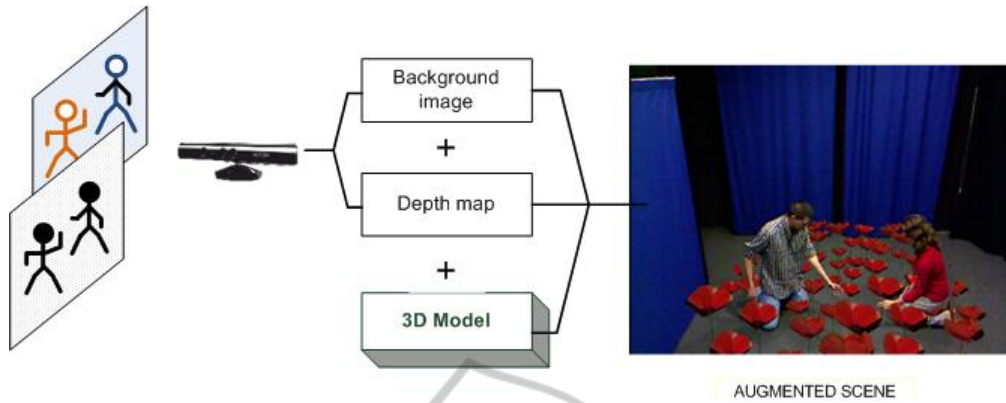 Background
image
+
Depth map
+
3D Model
AUGMENTED SCENE